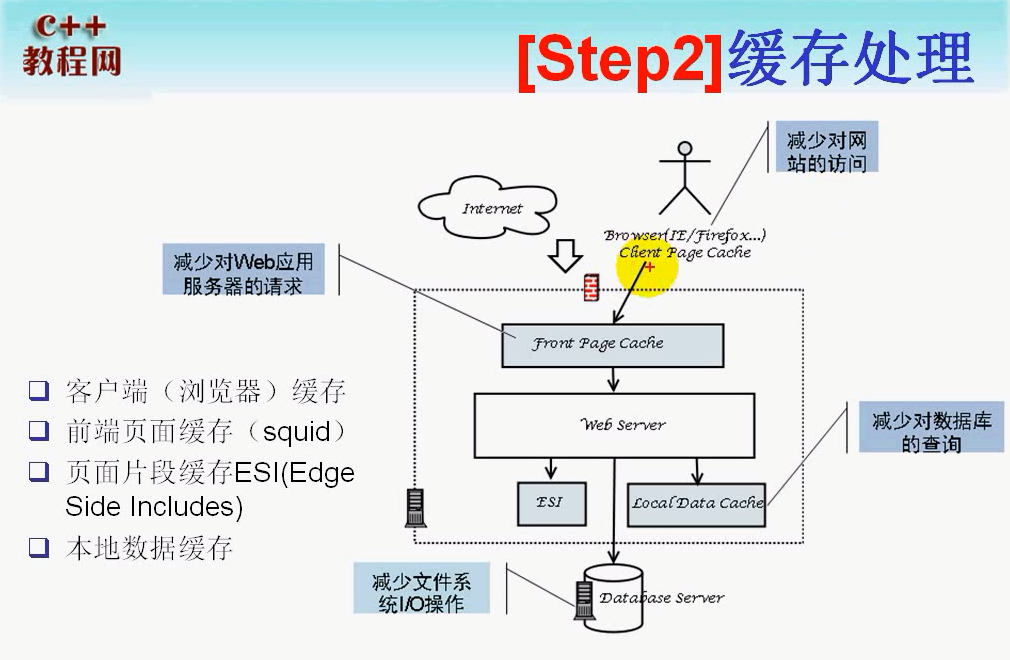 C++
教程网
[Step2]缓存处理
减少对网
站的访问
Internet
Browser(IE/Firefox...)
Client Page Cache
减少对Web应用
服务器的请求
Front Page Cache
客户端（浏览器）缓存
前端页面缓存（squid）
页面片段缓存ESI(Edge
Side Includes)
本地数据缓存
Web Server
减少对数据库
的查询
ESI
Local Data Cache
减少文件系
统I/O操作
Database Server